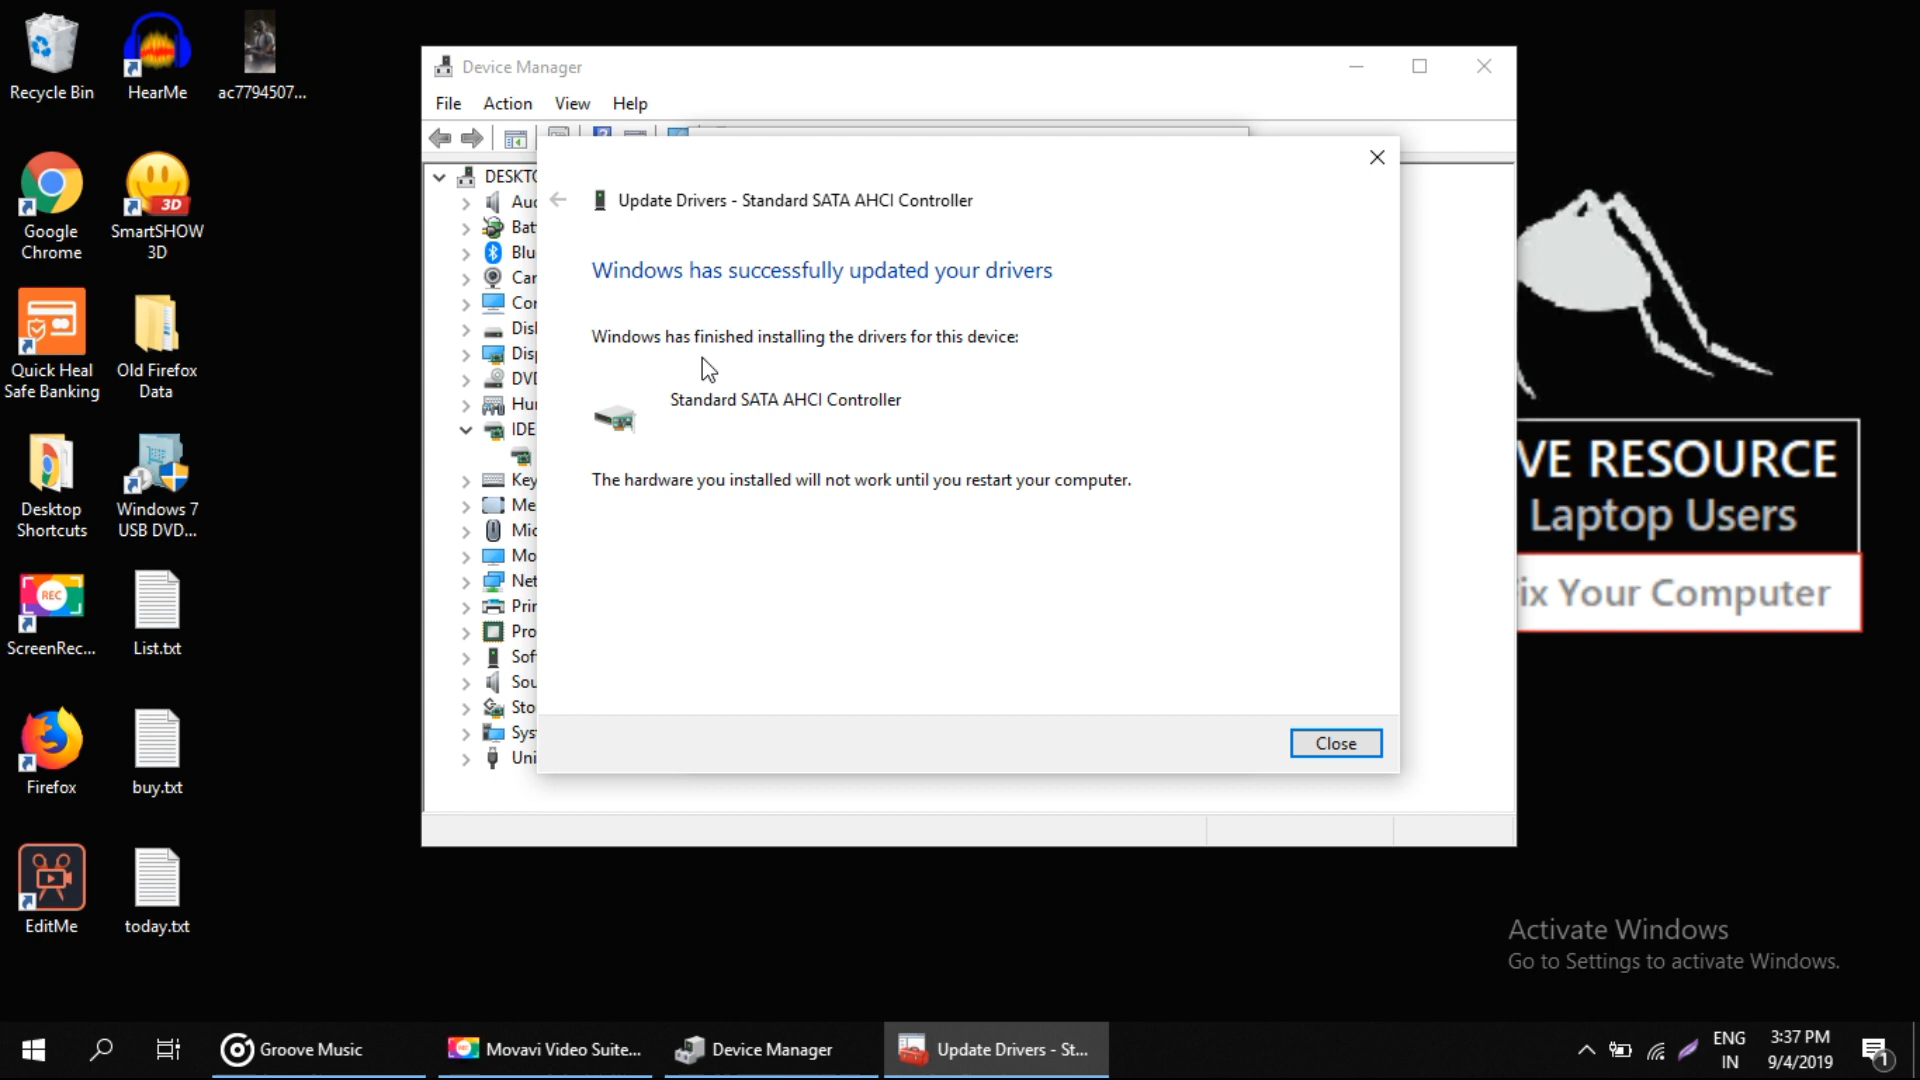 Recycle Bin
HearMe
ac7794507...
Google
Chrome
SmartSHOW
3D
3D
Quick Heal
Safe Banking
Old Firefox
Data
Desktop
Shortcuts
Windows 7
USB DVD...
REC
ScreenRec...
List.txt
Firefox
buy.txt
EditMe
today.txt
Device Manager
File Action View Help
DESKTO
Aud
Bat
Blu
Car
Cor
Disl
Disp
DVD
Hur
IDE
Key
Me
Mic
Mo
Net
Prin
Pro
Sof
Sou
Sto
Sys
Uni
Update Drivers - Standard SATA AHCI Controller
Windows has successfully updated your drivers
Windows has finished installing the drivers for this device:
Standard SATA AHCI Controller
The hardware you installed will not work until you restart your computer.
Close
VE RESOURCE
Laptop Users
ix Your Computer
Activate Windows
Go to Settings to activate Windows.
Groove Music
REC
Movavi Video Suite...
Device Manager
Update Drivers - St...
ENG
IN
3:37 PM
9/4/2019
1